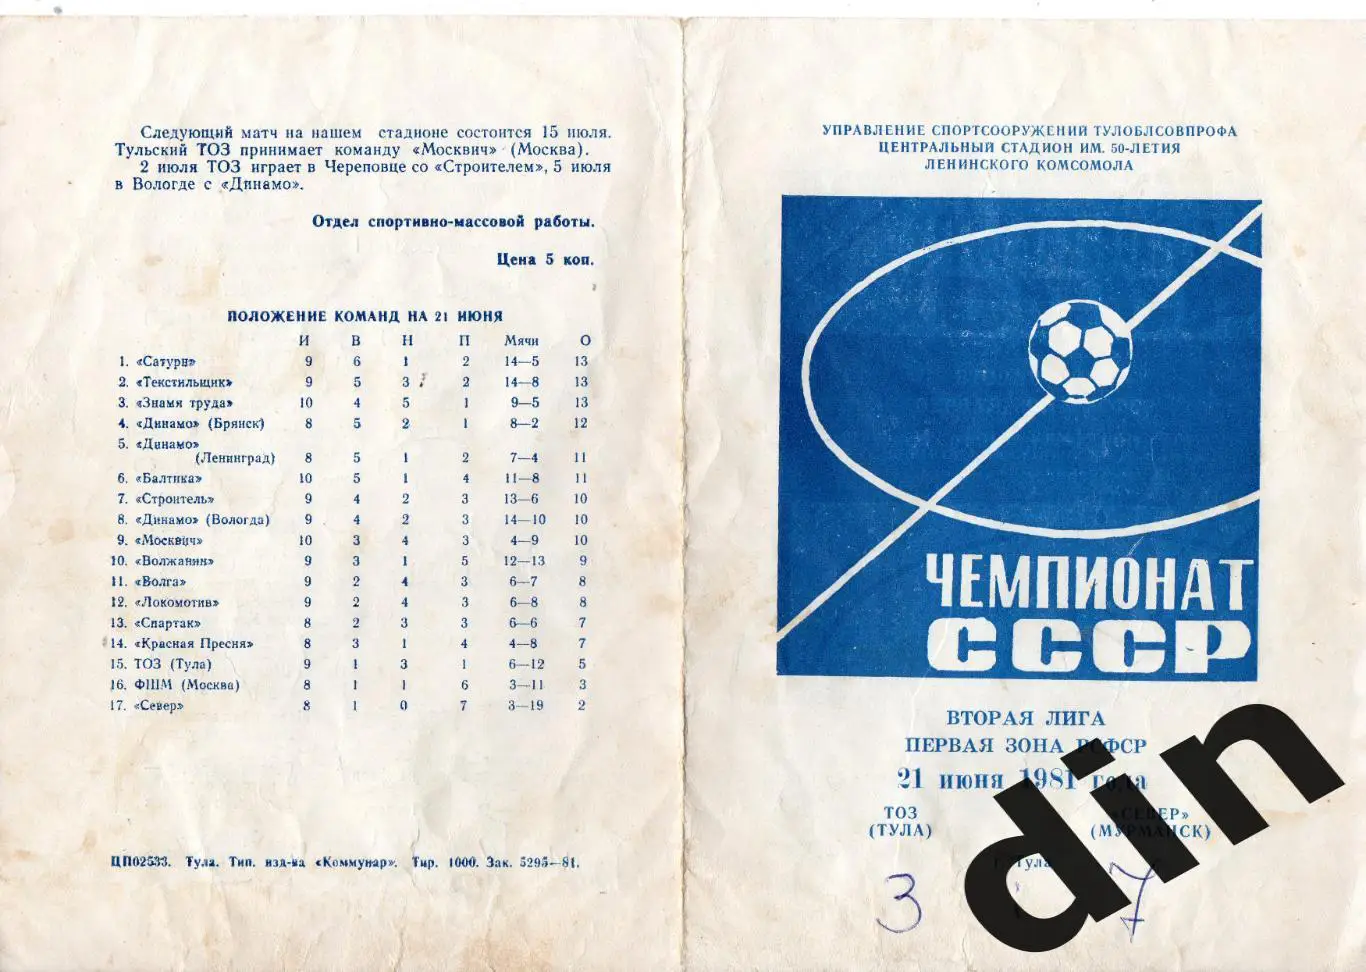 Следующий матч на нашем стадионе состоится 15 июля.
Тульский ТОЗ принимает команду «Москвич» (Москва).
2 июля ТОЗ играет в Череповце со «Строителем», 5 июля
в Вологде с «Динамо».
Отдел спортивно-массовой работы.
Цена 5 коп.
ПОЛОЖЕНИЕ КОМАНД НА 21 ИЮНЯ
И В Н П Мячи О
1. «Сатурн» 9 6 1 2 14—5 13
2. «Текстильщик» 9 5 3 2 14—8 13
3. «Знамя труда» 10 4 5 1 9—5 13
4. «Динамо» (Брянск) 8 5 2 1 8—2 12
5. «Динамо»
(Ленинград) 8 5 1 2 7—4 11
6. «Балтика» 10 5 1 4 11—8 11
7. «Строитель» 9 4 2 3 13—6 10
8. «Динамо» (Вологда) 9 4 2 3 14—10 10
9. «Москвич» 10 3 4 3 4—9 10
10. «Волжанин» 9 3 1 5 12—13 9
11. «Волга» 9 2 4 3 6—7 8
12. «Локомотив» 9 2 4 3 6—8 8
13. «Спартак» 8 2 3 3 6—6 7
14. «Красная Пресня» 8 3 1 4 4—8 7
15. ТОЗ (Тула) 9 1 3 1 6—12 5
16. ФШМ (Москва) 8 1 1 6 3—11 3
17. «Север» 8 1 0 7 3—19 2
ЦП02533. Тула. Тип. изд-ва «Коммунар». Тир. 1000. Зак. 5295—81.
УПРАВЛЕНИЕ СПОРТСООРУЖЕНИЙ ТУЛОБЛСОВПРОФА
ЦЕНТРАЛЬНЫЙ СТАДИОН ИМ. 50-ЛЕТИЯ
ЛЕНИНСКОГО КОМСОМОЛА
ЧЕМПИОНАТ
СССР
ВТОРАЯ ЛИГА
ПЕРВАЯ ЗОНА РСФСР
21 июня 1981 года
ТОЗ «СЕВЕР»
(ТУЛА) (МУРМАНСК)
г. Тула
3 : 7
din